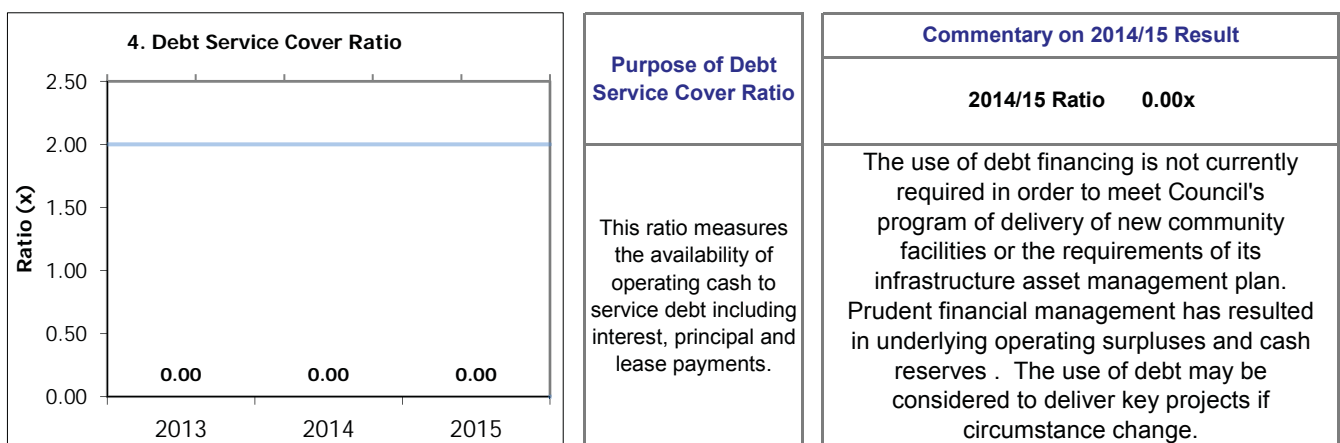 4. Debt Service Cover Ratio
2.50
2.00
1.50
1.00
0.50
0.00
Ratio (x)
0.00 0.00 0.00
2013 2014 2015
Purpose of Debt
Service Cover Ratio
This ratio measures
the availability of
operating cash to
service debt including
interest, principal and
lease payments.
Commentary on 2014/15 Result
2014/15 Ratio 0.00x
The use of debt financing is not currently
required in order to meet Council's
program of delivery of new community
facilities or the requirements of its
infrastructure asset management plan.
Prudent financial management has resulted
in underlying operating surpluses and cash
reserves . The use of debt may be
considered to deliver key projects if
circumstance change.